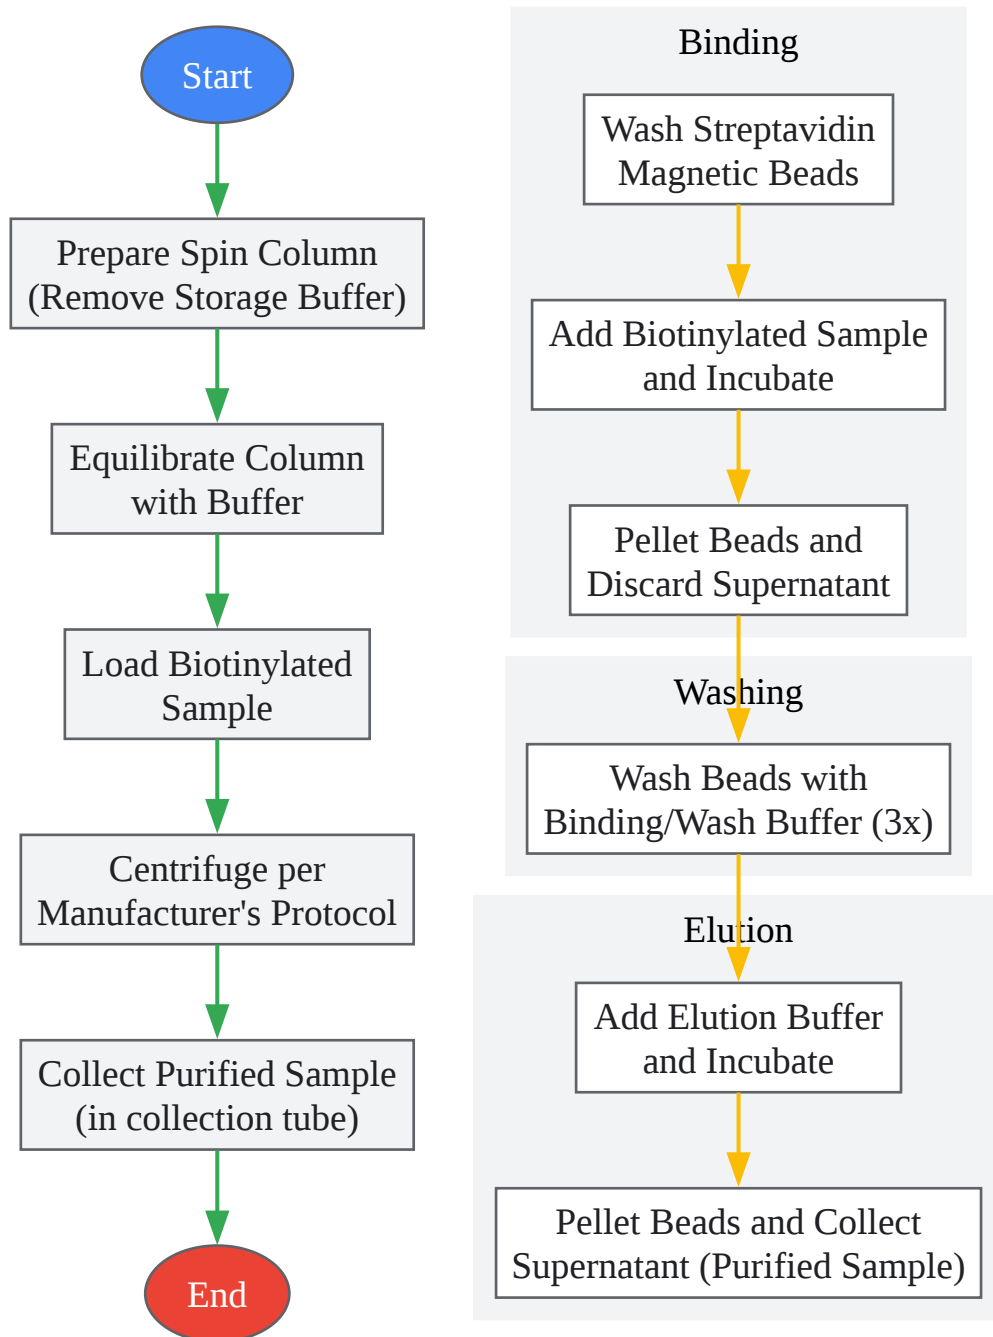 Start
Prepare Spin Column
(Remove Storage Buffer)
Equilibrate Column
with Buffer
Load Biotinylated
Sample
Centrifuge per
Manufacturer's Protocol
Collect Purified Sample
(in collection tube)
End
Binding
Wash Streptavidin
Magnetic Beads
Add Biotinylated Sample
and Incubate
Pellet Beads and
Discard Supernatant
Washing
Wash Beads with
Binding/Wash Buffer (3x)
Elution
Add Elution Buffer
and Incubate
Pellet Beads and Collect
Supernatant (Purified Sample)